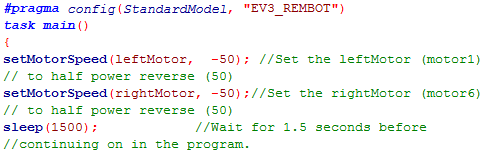 #pragma config(StandardModel, "EV3_REMBOT")
task main()
{
setMotorSpeed(leftMotor,  -50); //Set the leftMotor (motor1)
// to half power reverse (50)
setMotorSpeed(rightMotor, -50);//Set the rightMotor (motor6)
// to half power reverse (50)
sleep(1500);            //Wait for 1.5 seconds before
//continuing on in the program.